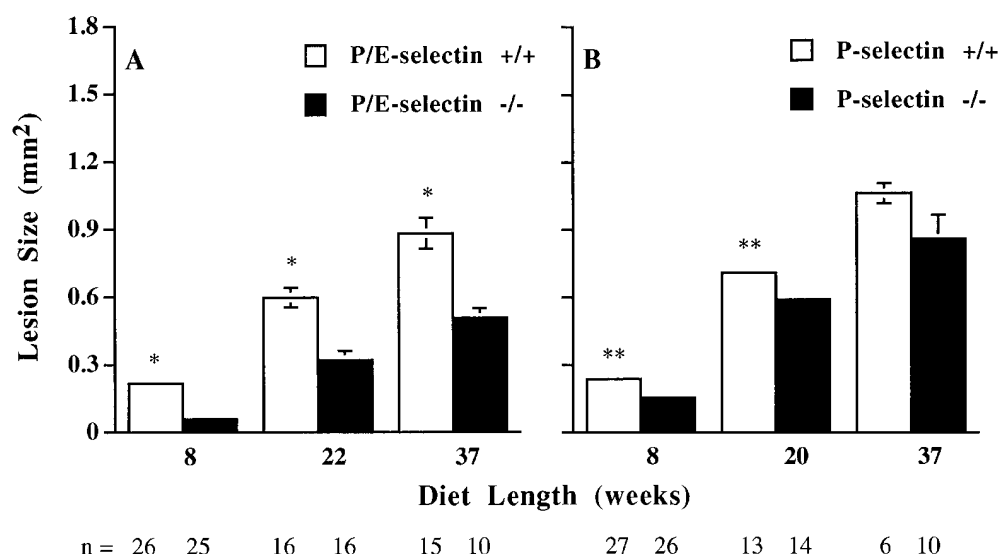 1.8
1.5
1.2
0.9
0.6
0.3
0
Lesion Size (mm²)
A
P/E-selectin +/+
P/E-selectin -/-
*
*
*
8 22 37
B
P-selectin +/+
P-selectin -/-
**
**
8 20 37
Diet Length (weeks)
n = 26 25 16 16 15 10 27 26 13 14 6 10